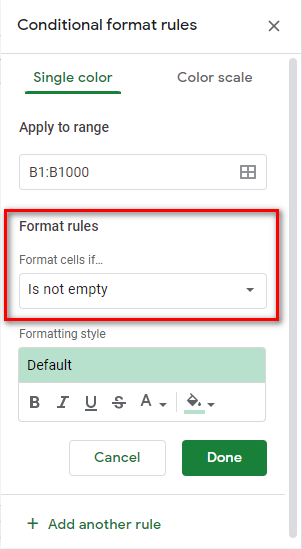 Conditional format rules
Single color Color scale
Apply to range
B1:B1000
Format rules
Format cells if…
Is not empty
Formatting style
Default
B I U S A
Cancel Done
+ Add another rule